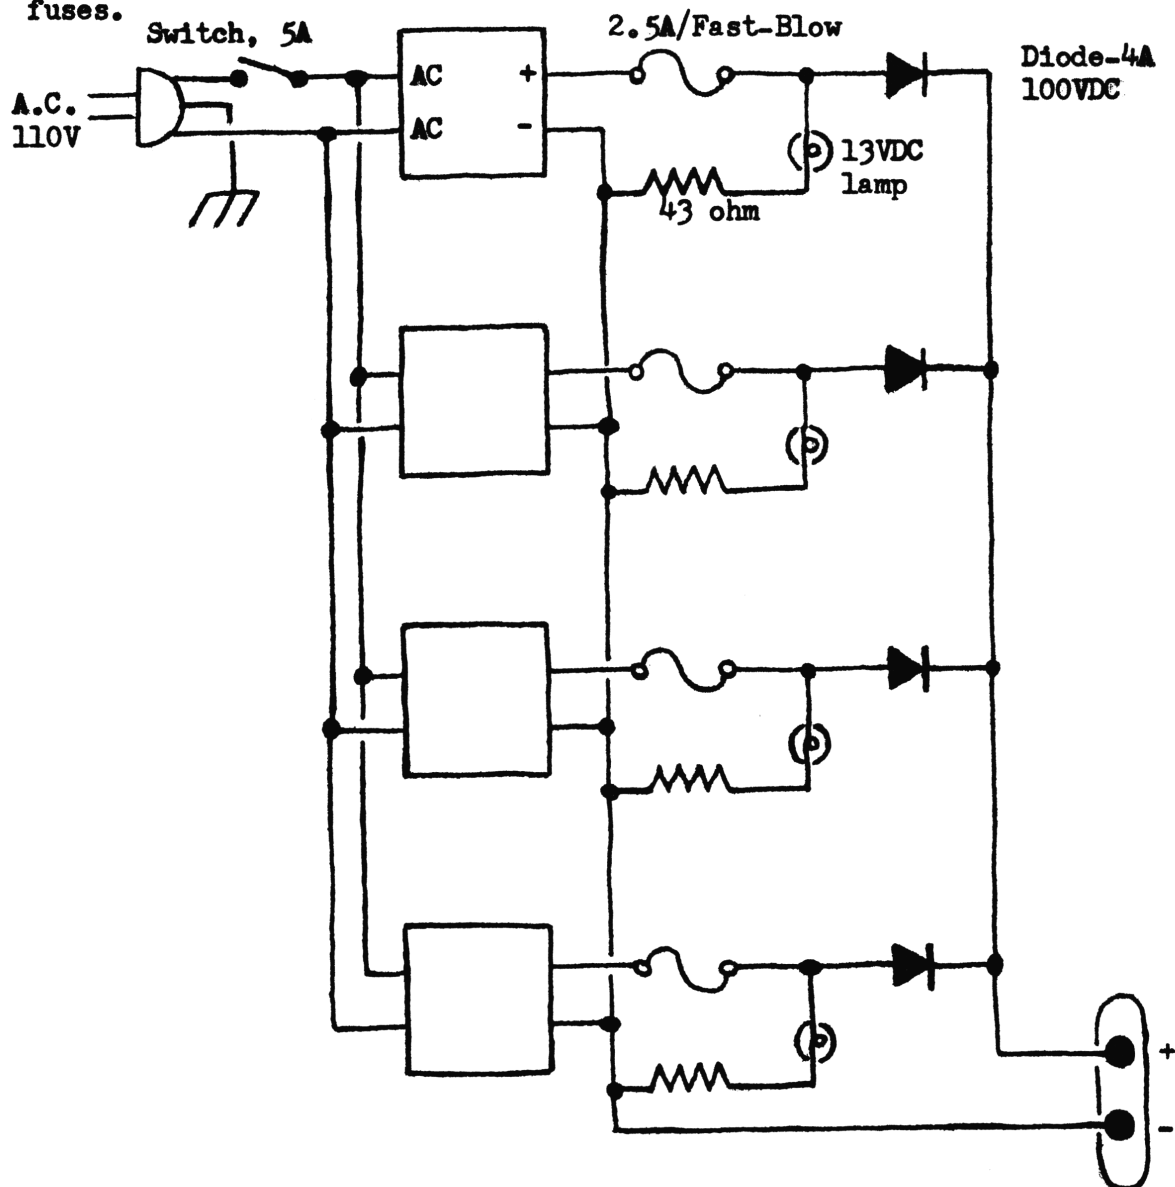 fuses.
Switch, 5A
2.5A/Fast-Blow
Diode-4A
100VDC
A.C.
110V
AC
+
AC
-
13VDC
lamp
43 ohm
+
-